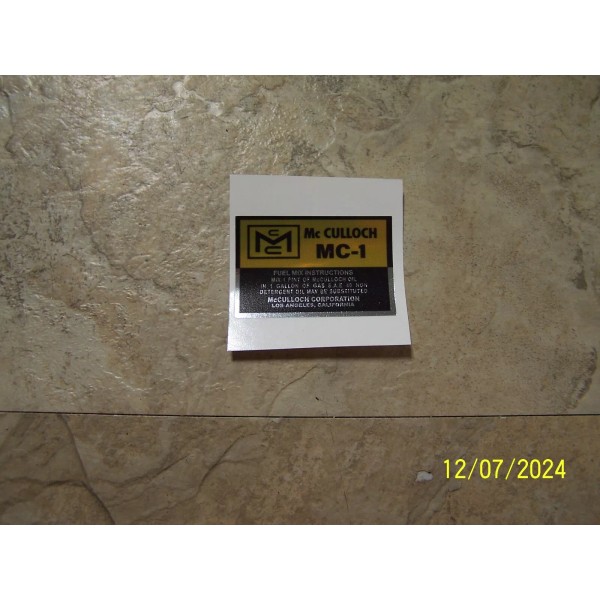 MCC
Mc CULLOCH
MC-1
FUEL MIX INSTRUCTIONS
MIX 1 PINT OF McCULLOCH OIL
IN 1 GALLON OF GAS S.A.E. 40 NON
DETERGENT OIL MAY BE SUBSTITUTED
McCULLOCH CORPORATION
LOS ANGELES, CALIFORNIA
12/07/2024